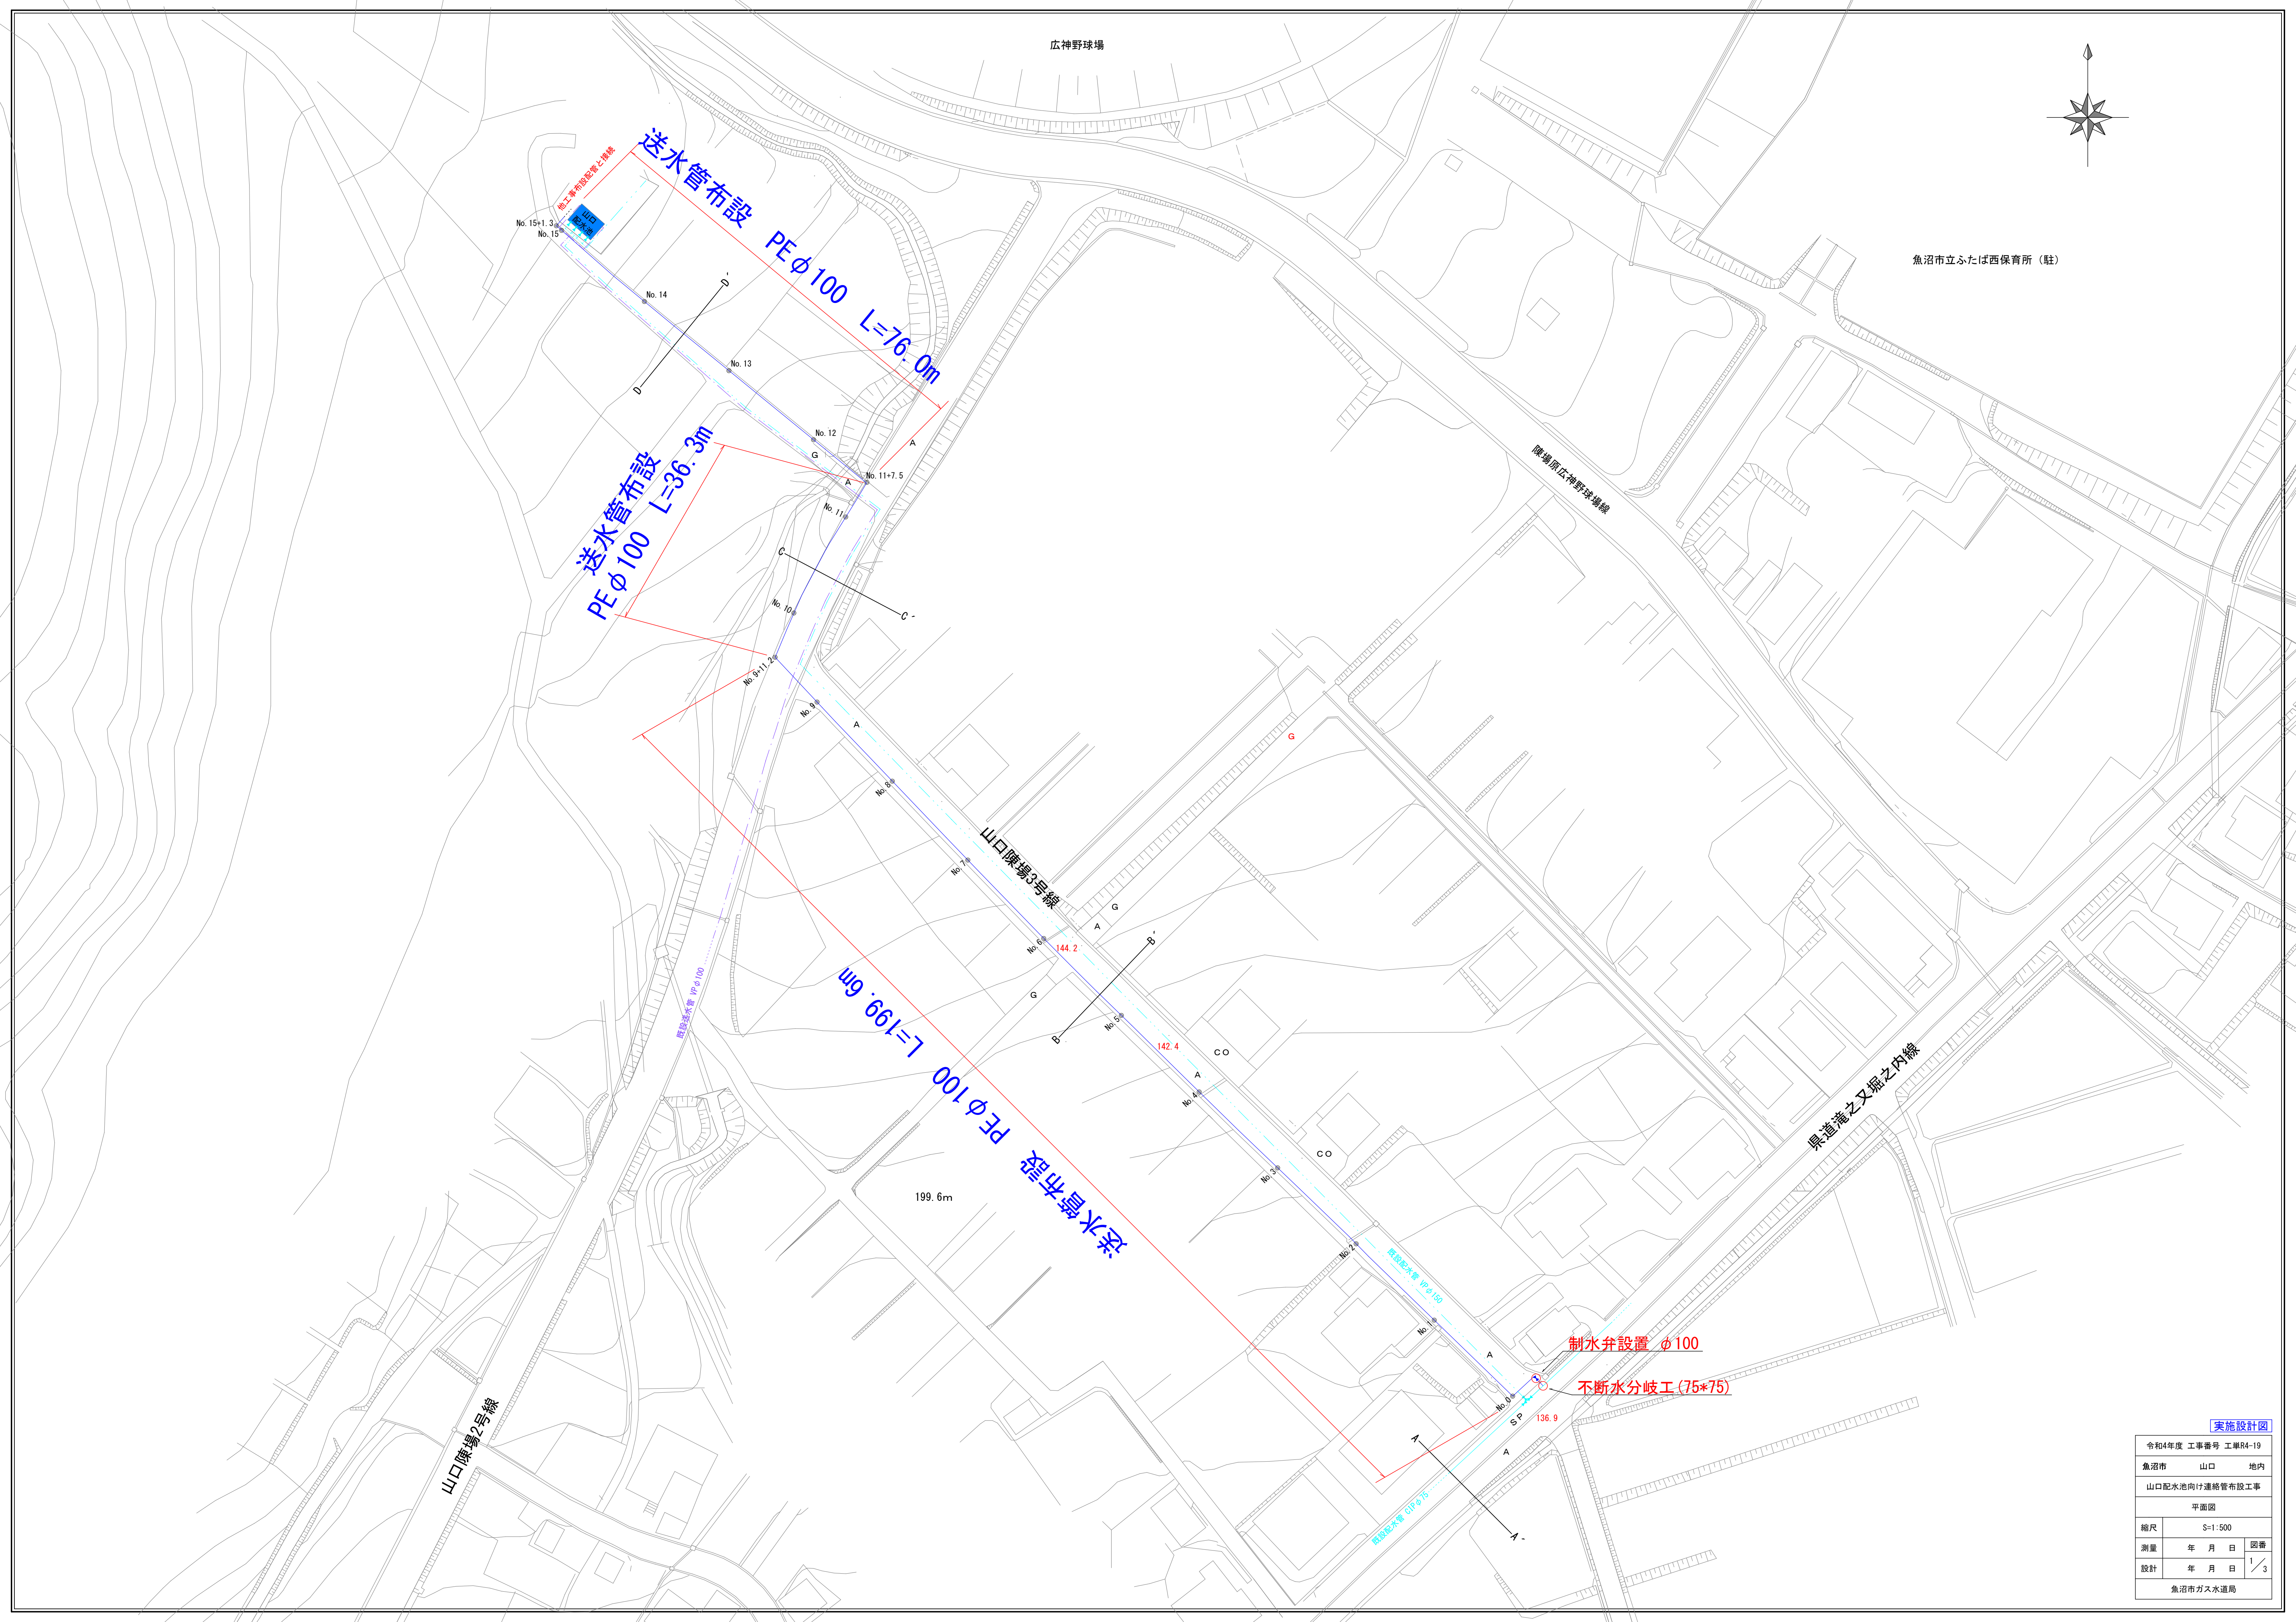 広神野球場
魚沼市立ふたば西保育所（駐）
他工事布設配管と接続
山口
配水池
送水管布設　PEφ100　L=76.0m
No.15+1.3
No.15
No.14
D'
D
No.13
No.12
G
A
No.11+7.5
A
No.11
陳場原広神野球場線
送水管布設
PEφ100　L=36.3m
C
C'
No.10
No.9+11.2
No.9
A
G
No.8
山口陳場3号線
No.7
G
A
No.6
144.2
B'
B
G
既設送水管 VPφ100
送水管布設　PEφ100　L=199.6m
No.5
142.4
CO
A
No.4
CO
No.3
県道滝之又堀之内線
199.6m
No.2
既設配水管 VPφ150
No.1
A
制水弁設置 φ100
不断水分岐工(75*75)
No.0
SP
136.9
A
A
A'
既設配水管 CIPφ75
山口陳場2号線
実施設計図
令和4年度 工事番号 工単R4-19
魚沼市　山口　地内
山口配水池向け連絡管布設工事
平面図
縮尺　S=1:500
測量　年　月　日　図番
設計　年　月　日　1／3
魚沼市ガス水道局